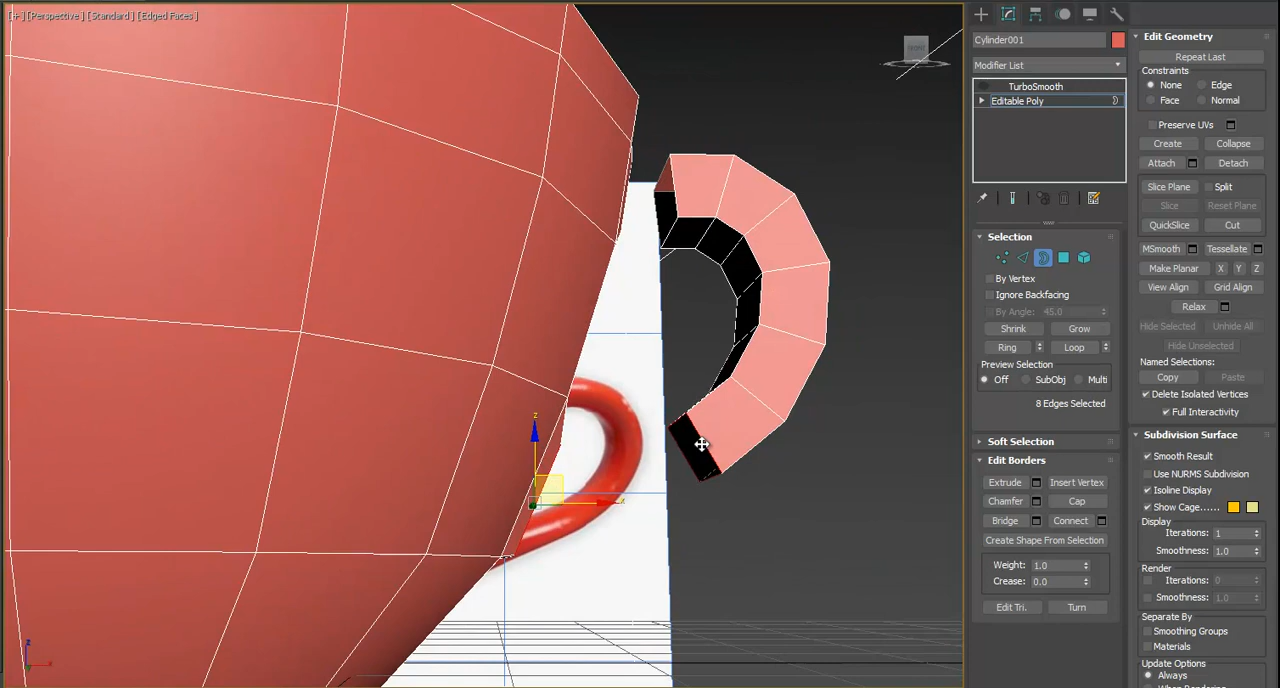 [+] [Perspective] [Standard] [Edged Faces]
z
x
z
x
Cylinder001
Modifier List
TurboSmooth
Editable Poly
Selection
By Vertex
Ignore Backfacing
By Angle: 45.0
Shrink Grow
Ring Loop
Preview Selection
Off SubObj Multi
8 Edges Selected
Soft Selection
Edit Borders
Extrude Insert Vertex
Chamfer Cap
Bridge Connect
Create Shape From Selection
Weight: 1.0
Crease: 0.0
Edit Tri. Turn
Edit Geometry
Repeat Last
Constraints
None Edge
Face Normal
Preserve UVs
Create Collapse
Attach Detach
Slice Plane Split
Slice Reset Plane
QuickSlice Cut
MSmooth Tessellate
Make Planar X Y Z
View Align Grid Align
Relax
Hide Selected Unhide All
Hide Unselected
Named Selections:
Copy Paste
Delete Isolated Vertices
Full Interactivity
Subdivision Surface
Smooth Result
Use NURMS Subdivision
Isoline Display
Show Cage......
Display
Iterations: 1
Smoothness: 1.0
Render
Iterations: 0
Smoothness: 1.0
Separate By
Smoothing Groups
Materials
Update Options
Always
When Rendering